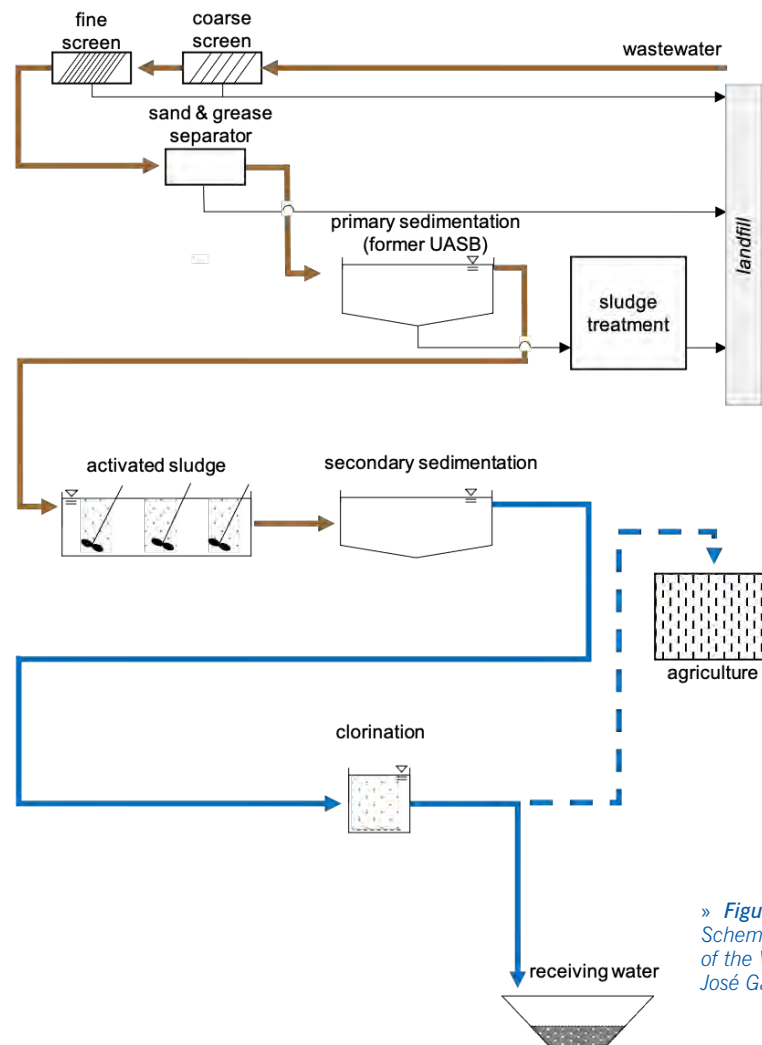 fine
screen
coarse
screen
wastewater
sand & grease
separator
landfill
primary sedimentation
(former UASB)
sludge
treatment
activated sludge
secondary sedimentation
agriculture
clorination
receiving water
» Figu
Schem
of the
José Ga